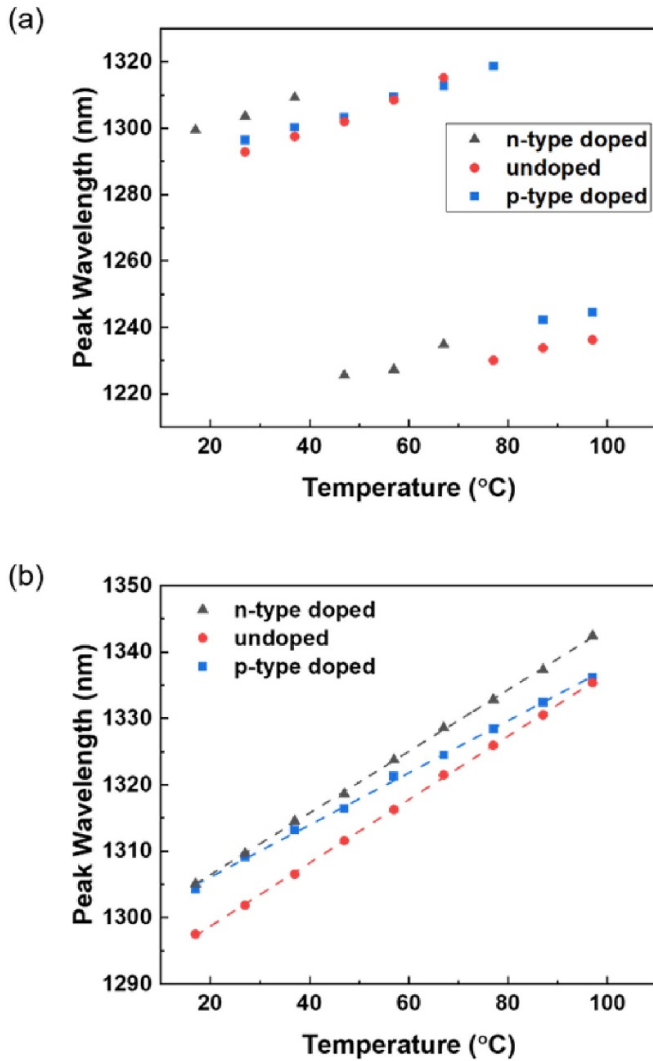 (a)
1320
1300
1280
1260
1240
1220
Peak Wavelength (nm)
n-type doped
undoped
p-type doped
20 40 60 80 100
Temperature (°C)
(b)
1350
1340
1330
1320
1310
1300
1290
Peak Wavelength (nm)
n-type doped
undoped
p-type doped
20 40 60 80 100
Temperature (°C)